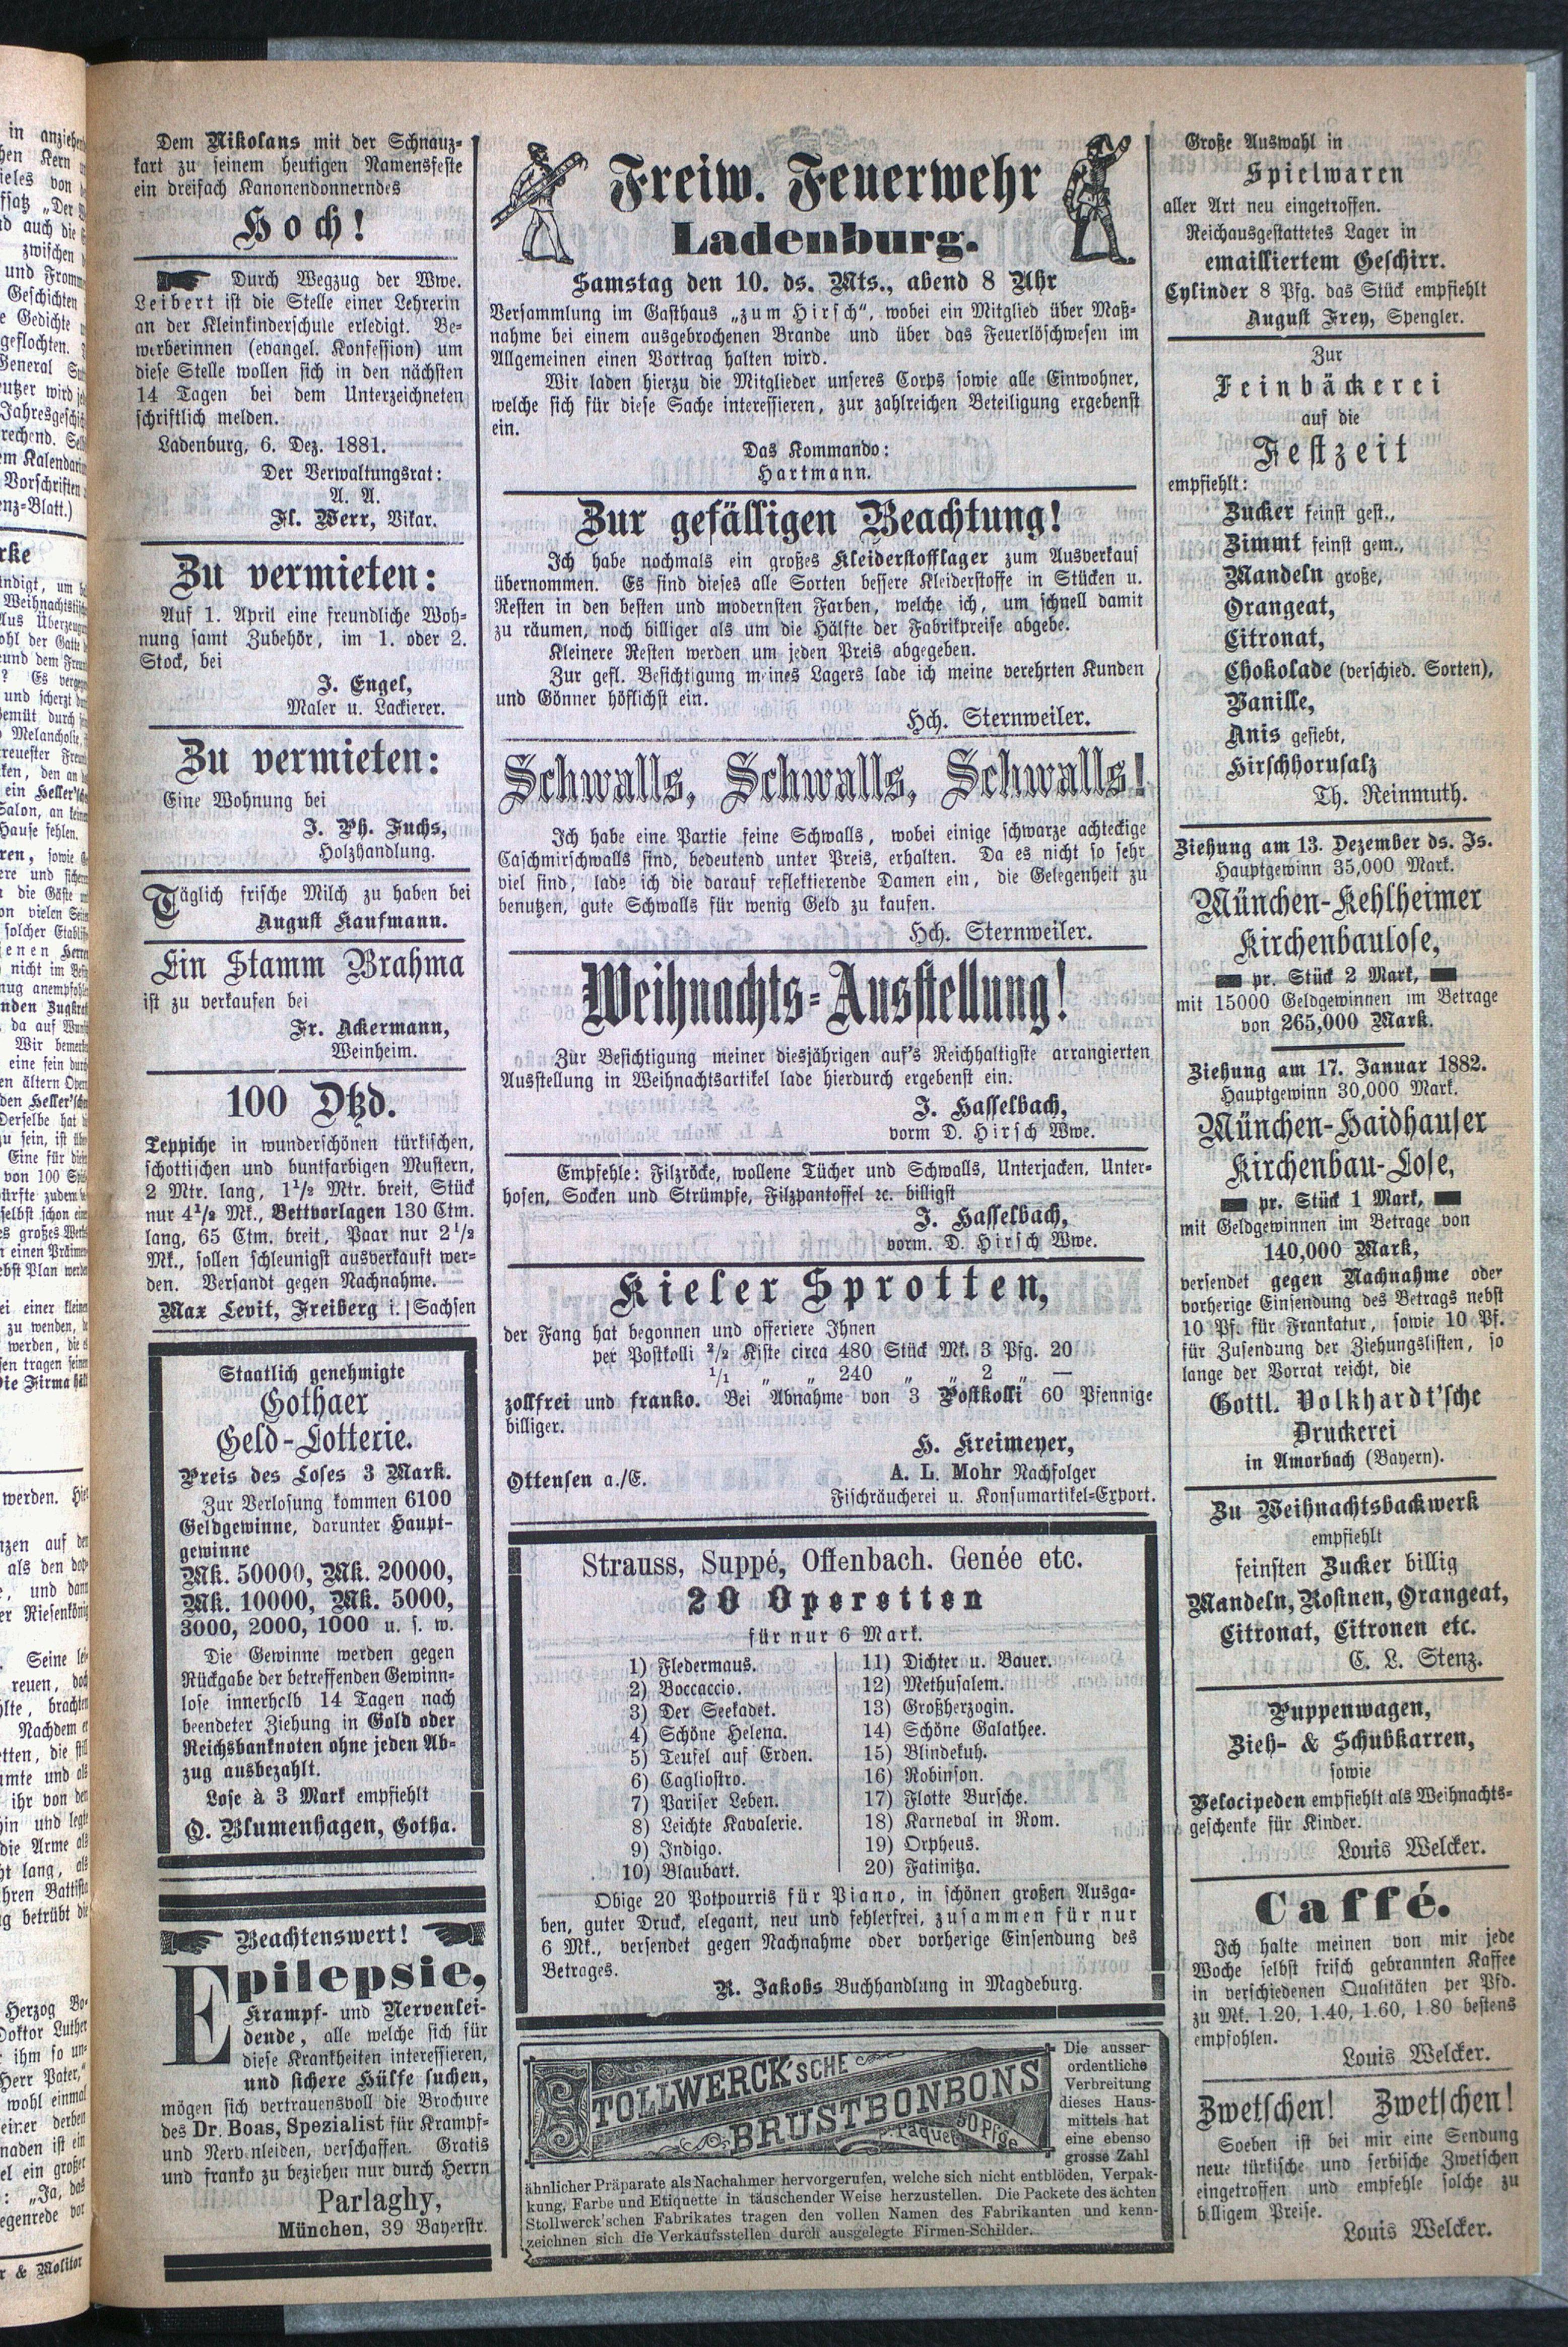 Dem Nikolaus mit der Schnauz-
kart zu seinem heutigen Namensfeste
ein dreifach Kanonendonnerndes
Hoch!
Durch Wegzug der Wwe.
Leibert ist die Stelle einer Lehrerin
an der Kleinkinderschule erledigt. Be-
werberinnen (evangel. Konfession) um
diese Stelle wollen sich in den nächsten
14 Tagen bei dem Unterzeichneten
schriftlich melden.
Ladenburg, 6. Dez. 1881.
Der Verwaltungsrat:
A. A.
Fl. Werr, Vikar.
Zu vermieten:
Auf 1. April eine freundliche Woh-
nung samt Zubehör, im 1. oder 2.
Stock, bei
J. Engel,
Maler u. Lackierer.
Zu vermieten:
Eine Wohnung bei
J. Ph. Fuchs,
Holzhandlung.
Täglich frische Milch zu haben bei
August Kaufmann.
Ein Stamm Brahma
ist zu verkaufen bei
Fr. Ackermann,
Weinheim.
100 Dtzd.
Teppiche in wunderschönen türkischen,
schottischen und buntfarbigen Mustern,
2 Mtr. lang, 1½ Mtr. breit, Stück
nur 4½ Mk., Bettvorlagen 130 Ctm.
lang, 65 Ctm. breit, Paar nur 2½
Mk., sollen schleunigst ausverkauft wer-
den. Versandt gegen Nachnahme.
Max Levit, Freiberg i. Sachsen
Staatlich genehmigte
Gothaer
Geld-Lotterie.
Preis des Loses 3 Mark.
Zur Verlosung kommen 6100
Geldgewinne, darunter Haupt-
gewinne
Mk. 50000, Mk. 20000,
Mk. 10000, Mk. 5000,
3000, 2000, 1000 u. s. w.
Die Gewinne werden gegen
Rückgabe der betreffenden Gewinn-
lose innerhalb 14 Tagen nach
beendeter Ziehung in Gold oder
Reichsbanknoten ohne jeden Ab-
zug ausbezahlt.
Lose à 3 Mark empfiehlt
O. Blumenhagen, Gotha.
Beachtenswert!
Epilepsie,
Krampf- und Nervenlei-
dende, alle welche sich für
diese Krankheiten interessieren,
und sichere Hülfe suchen,
mögen sich vertrauensvoll die Brochure
des Dr. Boas, Spezialist für Krampf-
und Nervenleiden, verschaffen. Gratis
und franko zu beziehen nur durch Herrn
Parlaghy,
München, 39 Bayerstr.
Freiw. Feuerwehr
Ladenburg.
Samstag den 10. ds. Mts., abend 8 Uhr
Versammlung im Gasthaus „zum Hirsch“, wobei ein Mitglied über Maß-
nahme bei einem ausgebrochenen Brande und über das Feuerlöschwesen im
Allgemeinen einen Vortrag halten wird.
Wir laden hierzu die Mitglieder unseres Corps sowie alle Einwohner,
welche sich für diese Sache interessieren, zur zahlreichen Beteiligung ergebenst
ein.
Das Kommando:
Hartmann.
Zur gefälligen Beachtung!
Ich habe nochmals ein großes Kleiderstofflager zum Ausverkauf
übernommen. Es sind dieses alle Sorten bessere Kleiderstoffe in Stücken u.
Resten in den besten und modernsten Farben, welche ich, um schnell damit
zu räumen, noch billiger als um die Hälfte der Fabrikpreise abgebe.
Kleinere Resten werden um jeden Preis abgegeben.
Zur gefl. Besichtigung meines Lagers lade ich meine verehrten Kunden
und Gönner höflichst ein.
Hch. Sternweiler.
Schwalls, Schwalls, Schwalls!
Ich habe eine Partie feine Schwalls, wobei einige schwarze achteckige
Caschmirschwalls sind, bedeutend unter Preis, erhalten. Da es nicht so sehr
viel sind, lade ich die darauf reflektierende Damen ein, die Gelegenheit zu
benutzen, gute Schwalls für wenig Geld zu kaufen.
Hch. Sternweiler.
Weihnachts-Ausstellung!
Zur Besichtigung meiner diesjährigen auf's Reichhaltigste arrangierten
Ausstellung in Weihnachtsartikel lade hierdurch ergebenst ein.
J. Hasselbach,
vorm D. Hirsch Wwe.
Empfehle: Filzröcke, wollene Tücher und Schwalls, Unterjacken, Unter-
hosen, Socken und Strümpfe, Filzpantoffel ꝛc. billigst
J. Hasselbach,
vorm. D. Hirsch Wwe.
Kieler Sprotten,
der Fang hat begonnen und offeriere Ihnen
per Postkolli 2/2 Kiste circa 480 Stück Mk. 3 Pfg. 20
1/1 „ „ 240 „ „ 2 „ —
zollfrei und franko. Bei Abnahme von 3 Postkolli 60 Pfennige
billiger.
H. Kreimeyer,
Ottensen a./E. A. L. Mohr Nachfolger
Fischräucherei u. Konsumartikel-Export.
Strauss, Suppé, Offenbach. Genée etc.
20 Operetten
für nur 6 Mark.
1) Fledermaus.
2) Boccaccio.
3) Der Seekadet.
4) Schöne Helena.
5) Teufel auf Erden.
6) Cagliostro.
7) Pariser Leben.
8) Leichte Kavalerie.
9) Indigo.
10) Blaubart.
11) Dichter u. Bauer.
12) Methusalem.
13) Großherzogin.
14) Schöne Galathee.
15) Blindekuh.
16) Robinson.
17) Flotte Bursche.
18) Karneval in Rom.
19) Orpheus.
20) Fatinitza.
Obige 20 Potpourris für Piano, in schönen großen Ausga-
ben, guter Druck, elegant, neu und fehlerfrei, zusammen für nur
6 Mk., versendet gegen Nachnahme oder vorherige Einsendung des
Betrages.
R. Jakobs Buchhandlung in Magdeburg.
STOLLWERCK'SCHE
BRUSTBONBONS
Paquet 50 Pfge
Die ausser-
ordentliche
Verbreitung
dieses Haus-
mittels hat
eine ebenso
grosse Zahl
ähnlicher Präparate als Nachahmer hervorgerufen, welche sich nicht entblöden, Verpak-
kung, Farbe und Etiquette in täuschender Weise herzustellen. Die Packete des ächten
Stollwerck'schen Fabrikates tragen den vollen Namen des Fabrikanten und kenn-
zeichnen sich die Verkaufsstellen durch ausgelegte Firmen-Schilder.
Große Auswahl in
Spielwaren
aller Art neu eingetroffen.
Reichausgestattetes Lager in
emailliertem Geschirr.
Cylinder 8 Pfg. das Stück empfiehlt
August Frey, Spengler.
Zur
Feinbäckerei
auf die
Festzeit
empfiehlt:
Zucker feinst gest.,
Zimmt feinst gem.,
Mandeln große,
Orangeat,
Citronat,
Chokolade (verschied. Sorten),
Vanille,
Anis gesiebt,
Hirschhornsalz
Th. Reinmuth.
Ziehung am 13. Dezember ds. Js.
Hauptgewinn 35,000 Mark.
München-Kehlheimer
Kirchenbaulose,
pr. Stück 2 Mark,
mit 15000 Geldgewinnen im Betrage
von 265,000 Mark.
Ziehung am 17. Januar 1882.
Hauptgewinn 30,000 Mark.
München-Haidhauser
Kirchenbau-Lose,
pr. Stück 1 Mark,
mit Geldgewinnen im Betrage von
140,000 Mark,
versendet gegen Nachnahme oder
vorherige Einsendung des Betrags nebst
10 Pf. für Frankatur, sowie 10 Pf.
für Zusendung der Ziehungslisten, so
lange der Vorrat reicht, die
Gottl. Volkhardt'sche
Druckerei
in Amorbach (Bayern).
Zu Weihnachtsbackwerk
empfiehlt
feinsten Zucker billig
Mandeln, Rosinen, Orangeat,
Citronat, Citronen etc.
C. L. Stenz.
Puppenwagen,
Zieh- & Schubkarren,
sowie
Velocipeden empfiehlt als Weihnachts-
geschenke für Kinder.
Louis Welcker.
Caffé.
Ich halte meinen von mir jede
Woche selbst frisch gebrannten Kaffee
in verschiedenen Qualitäten per Pfd.
zu Mk. 1.20, 1.40, 1.60, 1.80 bestens
empfohlen.
Louis Welcker.
Zwetschen! Zwetschen!
Soeben ist bei mir eine Sendung
neue türkische und serbische Zwetschen
eingetroffen und empfehle solche zu
billigem Preise.
Louis Welcker.